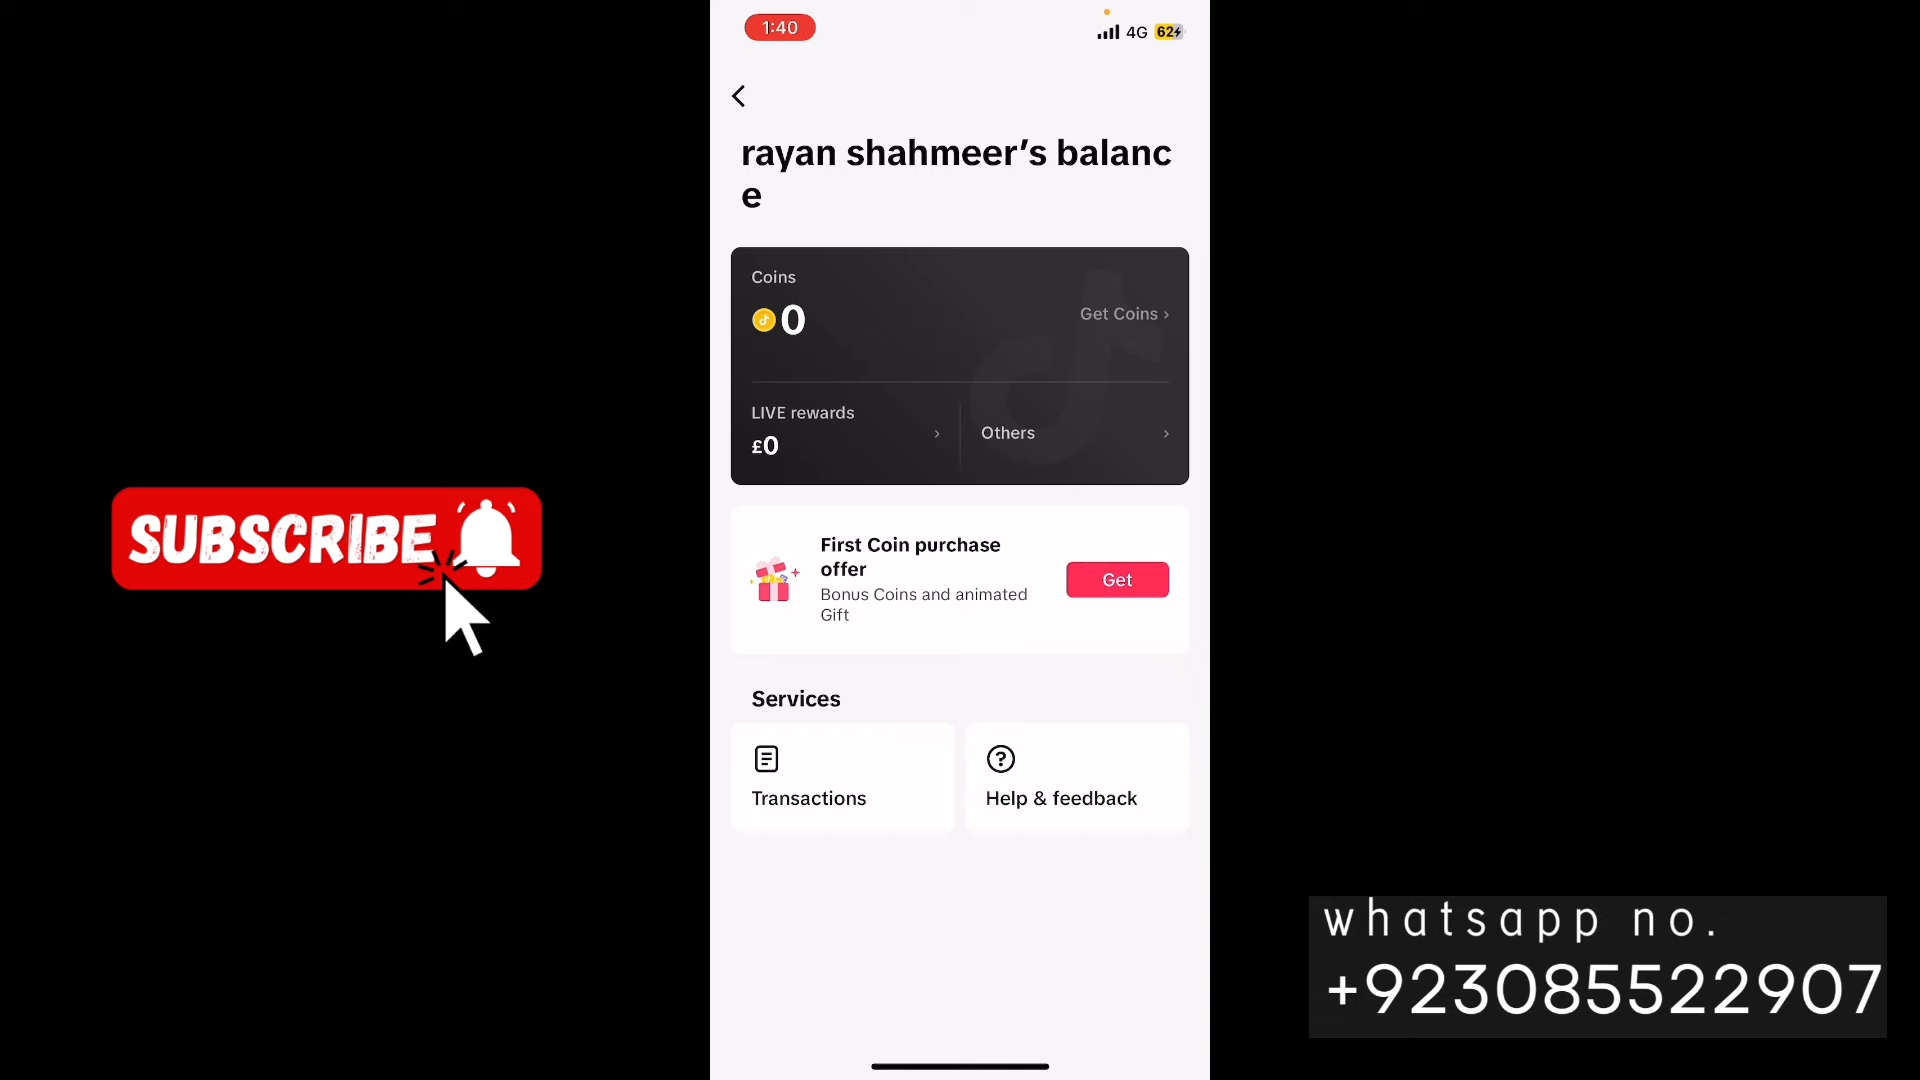 1:40
4G 62
rayan shahmeer’s balanc
e
Coins
0
Get Coins
LIVE rewards
£0
Others
First Coin purchase
offer
Bonus Coins and animated
Gift
Get
Services
Transactions
Help & feedback
SUBSCRIBE
whatsapp no.
+923085522907